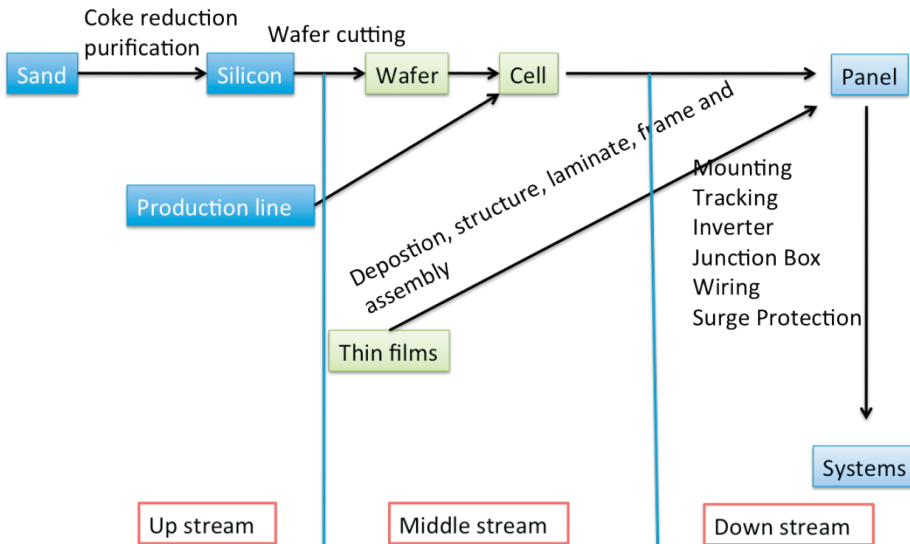 Coke reduction
purification
Wafer cutting
Sand
Silicon
Wafer
Cell
Panel
Production line
Depostion, structure, laminate, frame and
assembly
Mounting
Tracking
Inverter
Junction Box
Wiring
Surge Protection
Thin films
Systems
Up stream
Middle stream
Down stream